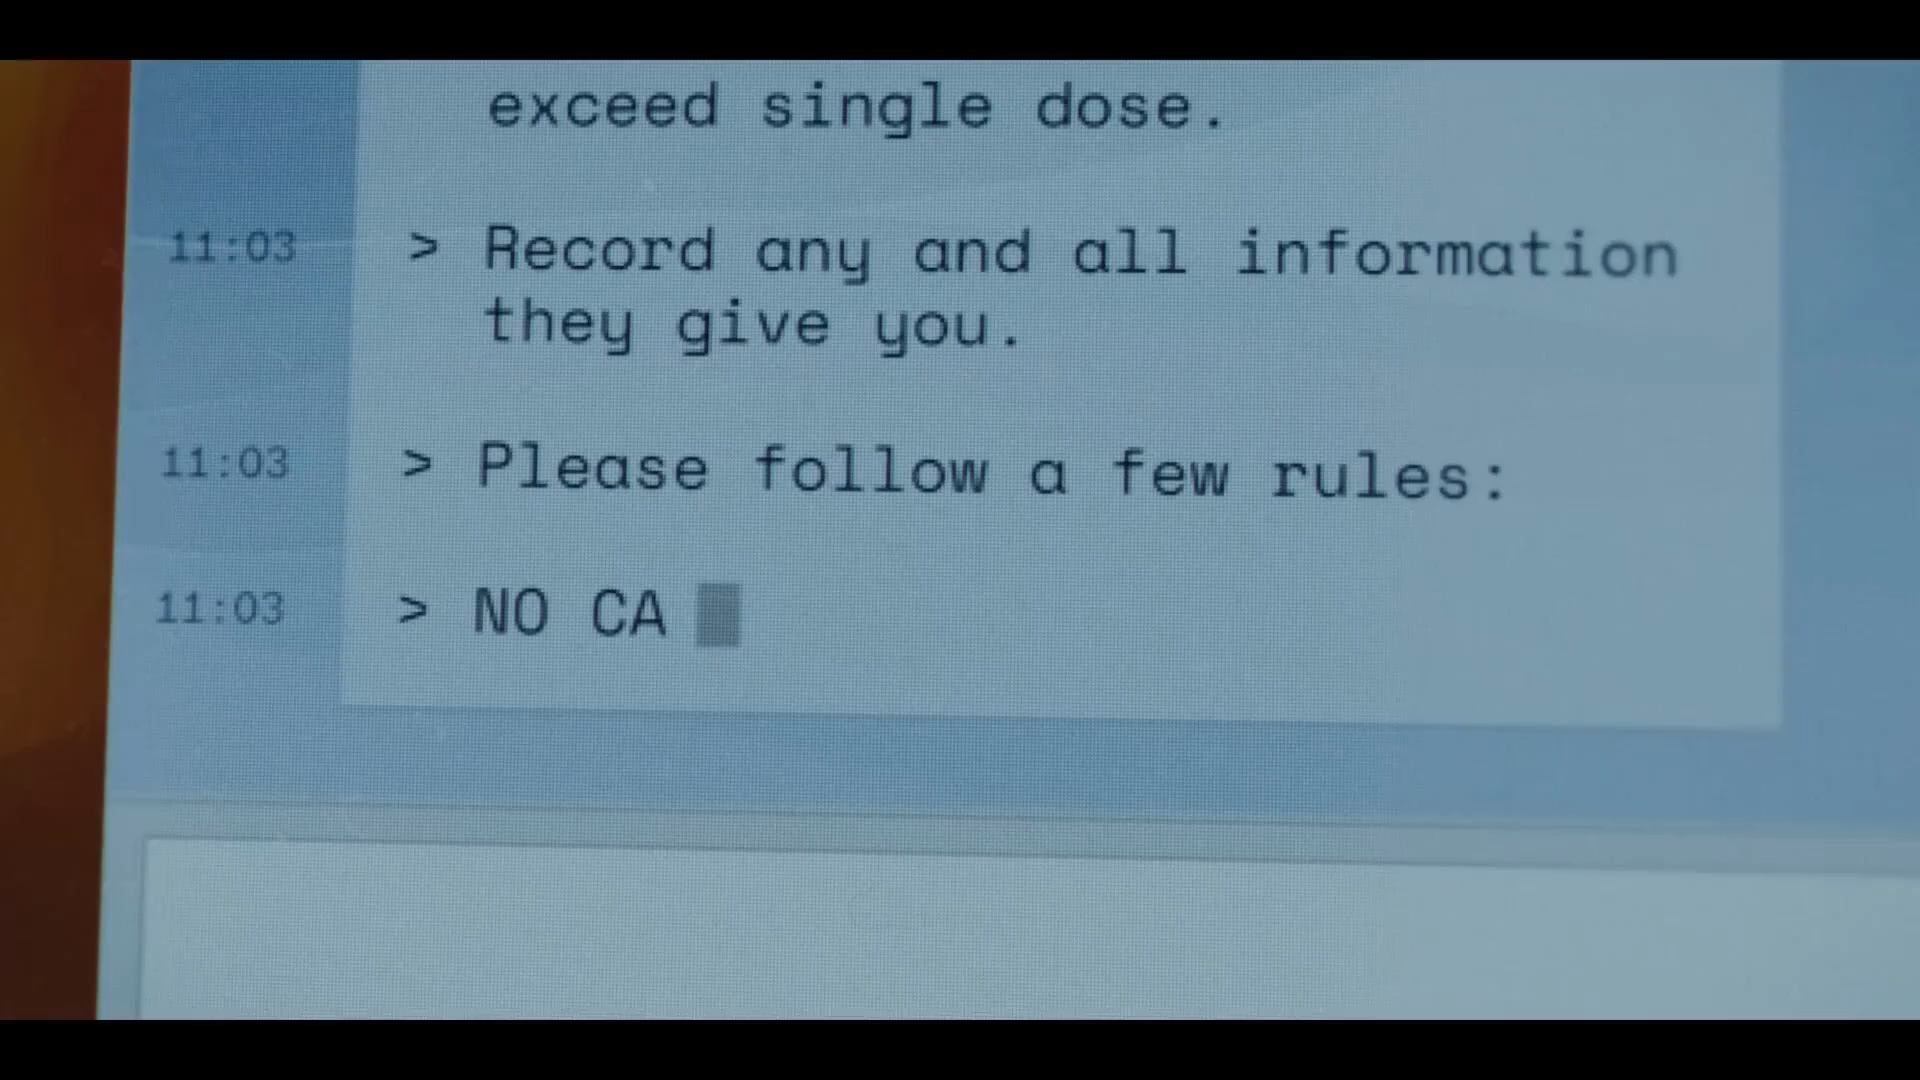 exceed single dose.
11:03 > Record any and all information
they give you.
11:03 > Please follow a few rules:
11:03 > NO CA